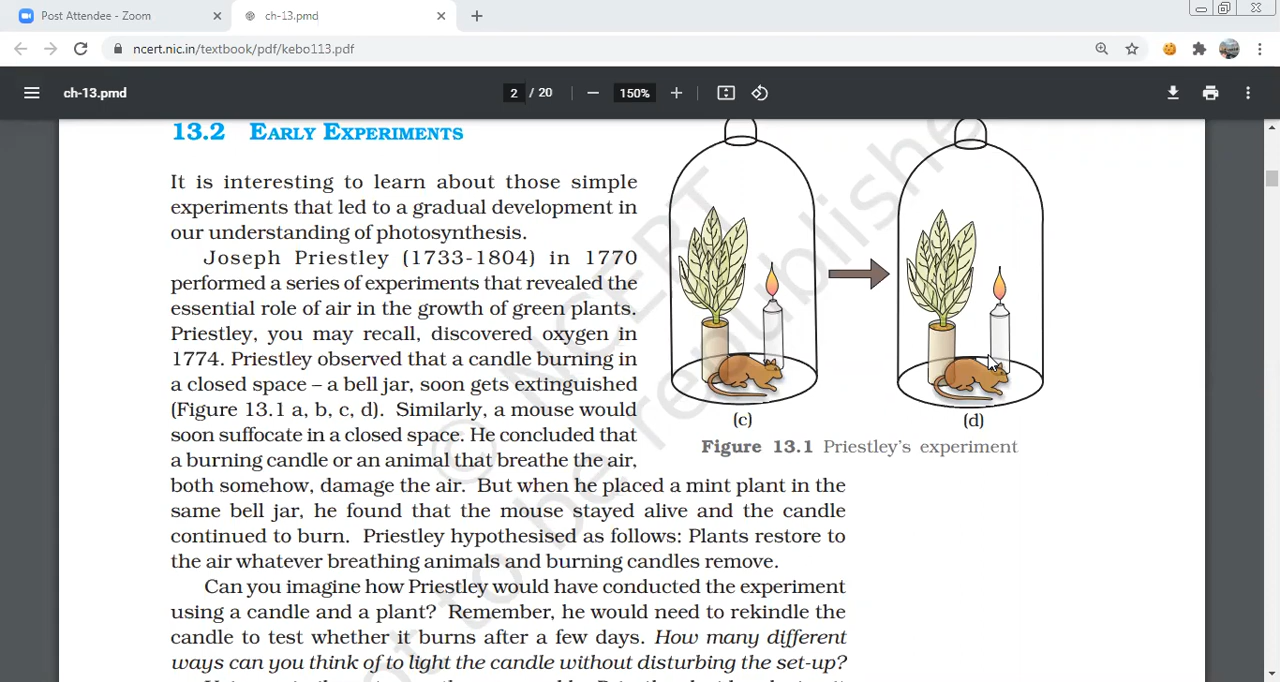 Post Attendee - Zoom
ch-13.pmd
ncert.nic.in/textbook/pdf/kebo113.pdf
ch-13.pmd
2 / 20
150%
13.2 EARLY EXPERIMENTS
It is interesting to learn about those simple
experiments that led to a gradual development in
our understanding of photosynthesis.
Joseph Priestley (1733-1804) in 1770
performed a series of experiments that revealed the
essential role of air in the growth of green plants.
Priestley, you may recall, discovered oxygen in
1774. Priestley observed that a candle burning in
a closed space – a bell jar, soon gets extinguished
(Figure 13.1 a, b, c, d). Similarly, a mouse would
soon suffocate in a closed space. He concluded that
a burning candle or an animal that breathe the air,
both somehow, damage the air. But when he placed a mint plant in the
same bell jar, he found that the mouse stayed alive and the candle
continued to burn. Priestley hypothesised as follows: Plants restore to
the air whatever breathing animals and burning candles remove.
Can you imagine how Priestley would have conducted the experiment
using a candle and a plant? Remember, he would need to rekindle the
candle to test whether it burns after a few days. How many different
ways can you think of to light the candle without disturbing the set-up?
(c)
(d)
Figure 13.1 Priestley's experiment
© NCERT
not to be republishe